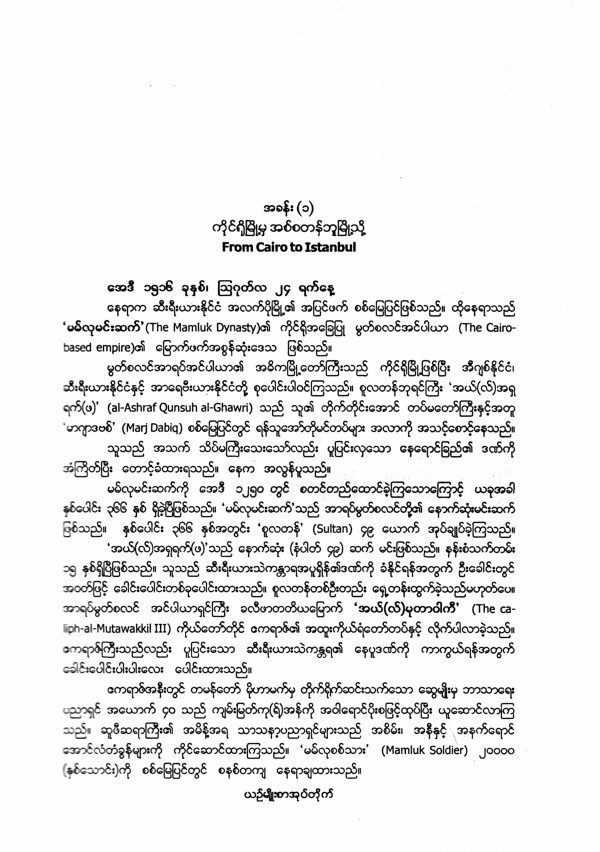 အခန်း (၁)
ကိုင်ရိုမြို့မှ အစ်စတန်ဘူမြို့သို့
From Cairo to Istanbul
အေဒီ ၁၅၁၆ ခုနှစ်၊ ဩဂုတ်လ ၂၄ ရက်နေ့
နေရာက ဆီးရီးယားနိုင်ငံ အလက်ပိုမြို့၏ အပြင်ဖက် စစ်မြေပြင်ဖြစ်သည်။ ထိုနေရာသည်
‘မမ်လုမင်းဆက်’(The Mamluk Dynasty)၏ ကိုင်ရိုအခြေပြု မွတ်စလင်အင်ပါယာ (The Cairo-
based empire)၏ မြောက်ဖက်အစွန်ဆုံးဒေသ ဖြစ်သည်။
မွတ်စလင်အာရပ်အင်ပါယာ၏ အဓိကမြို့တော်ကြီးသည် ကိုင်ရိုမြို့ဖြစ်ပြီး အီဂျစ်နိုင်ငံ၊
ဆီးရီးယားနိုင်ငံနှင့် အာရေဗီးယားနိုင်ငံတို့ စုပေါင်းပါဝင်ကြသည်။ စူလတန်ဘုရင်ကြီး ‘အယ်(လ်)အရှ
ရက်(ဖ)’ (al-Ashraf Qunsuh al-Ghawri) သည် သူ၏ တိုက်တိုင်းအောင် တပ်မတော်ကြီးနှင့်အတူ
‘မာဂျာဒဗစ်’ (Marj Dabiq) စစ်မြေပြင်တွင် ရန်သူအော်တိုမင်တပ်များ အလာကို အသင့်စောင့်နေသည်။
သူသည် အသက် သိပ်မကြီးသေးသော်လည်း ပူပြင်းလှသော နေရောင်ခြည်၏ ဒဏ်ကို
အံကြိတ်ပြီး တောင့်ခံထားရသည်။ နေက အလွန်ပူသည်။
မမ်လုမင်းဆက်ကို အေဒီ ၁၂၅၀ တွင် စတင်တည်ထောင်ခဲ့ကြသောကြောင့် ယခုအခါ
နှစ်ပေါင်း ၃၆၆ နှစ် ရှိခဲ့ပြီဖြစ်သည်။ ‘မမ်လုမင်းဆက်’သည် အာရပ်မွတ်စလင်တို့၏ နောက်ဆုံးမင်းဆက်
ဖြစ်သည်။ နှစ်ပေါင်း ၃၆၆ နှစ်အတွင်း ‘စူလတန်’ (Sultan) ၄၉ ယောက် အုပ်ချုပ်ခဲ့ကြသည်။
‘အယ်(လ်)အရှရက်(ဖ)’သည် နောက်ဆုံး (နံပါတ် ၄၉) ဆက် မင်းဖြစ်သည်။ နန်းစံသက်တမ်း
၁၅ နှစ်ရှိပြီဖြစ်သည်။ သူသည် ဆီးရီးယားသဲကန္တာရအပူရှိန်၏ဒဏ်ကို ခံနိုင်ရန်အတွက် ဦးခေါင်းတွင်
အဝတ်ဖြင့် ခေါင်းပေါင်းတစ်ခုပေါင်းထားသည်။ စူလတန်တစ်ဦးတည်း ရှေ့တန်းထွက်ခဲ့သည်မဟုတ်ပေ။
အာရပ်မွတ်စလင် အင်ပါယာရှင်ကြီး ခလီဖာတတိယမြောက် ‘အယ်(လ်)မူတာဝါကီ’ (The ca-
liph-al-Mutawakkil III) ကိုယ်တော်တိုင် ဧကရာဇ်၏ အထူးကိုယ်ရံတော်တပ်နှင့် လိုက်ပါလာခဲ့သည်။
ဧကရာဇ်ကြီးသည်လည်း ပူပြင်းသော ဆီးရီးယားသဲကန္တရ၏ နေပူဒဏ်ကို ကာကွယ်ရန်အတွက်
ခေါင်းပေါင်းပါးပါးလေး ပေါင်းထားသည်။
ဧကရာဇ်အနီးတွင် တမန်တော် မိုဟာမက်မှ တိုက်ရိုက်ဆင်းသက်သော ဆွေမျိုးမှ ဘာသာရေး
ပညာရှင် အယောက် ၄၀ သည် ကျမ်းမြတ်ကု(ရ်)အန်ကို အဝါရောင်ပိုးစဖြင့်ထုပ်ပြီး ယူဆောင်လာကြ
သည်။ ဆူဖီဆရာကြီး၏ အမိန့်အရ သာသနာ့ပညာရှင်များသည် အစိမ်း၊ အနီနှင့် အနက်ရောင်
အောင်လံတံခွန်များကို ကိုင်ဆောင်ထားကြသည်။ ‘မမ်လုစစ်သား’ (Mamluk Soldier) ၂၀၀၀၀
(နှစ်သောင်း)ကို စစ်မြေပြင်တွင် စနစ်တကျ နေရာချထားသည်။
ယဉ်မျိုးစာအုပ်တိုက်